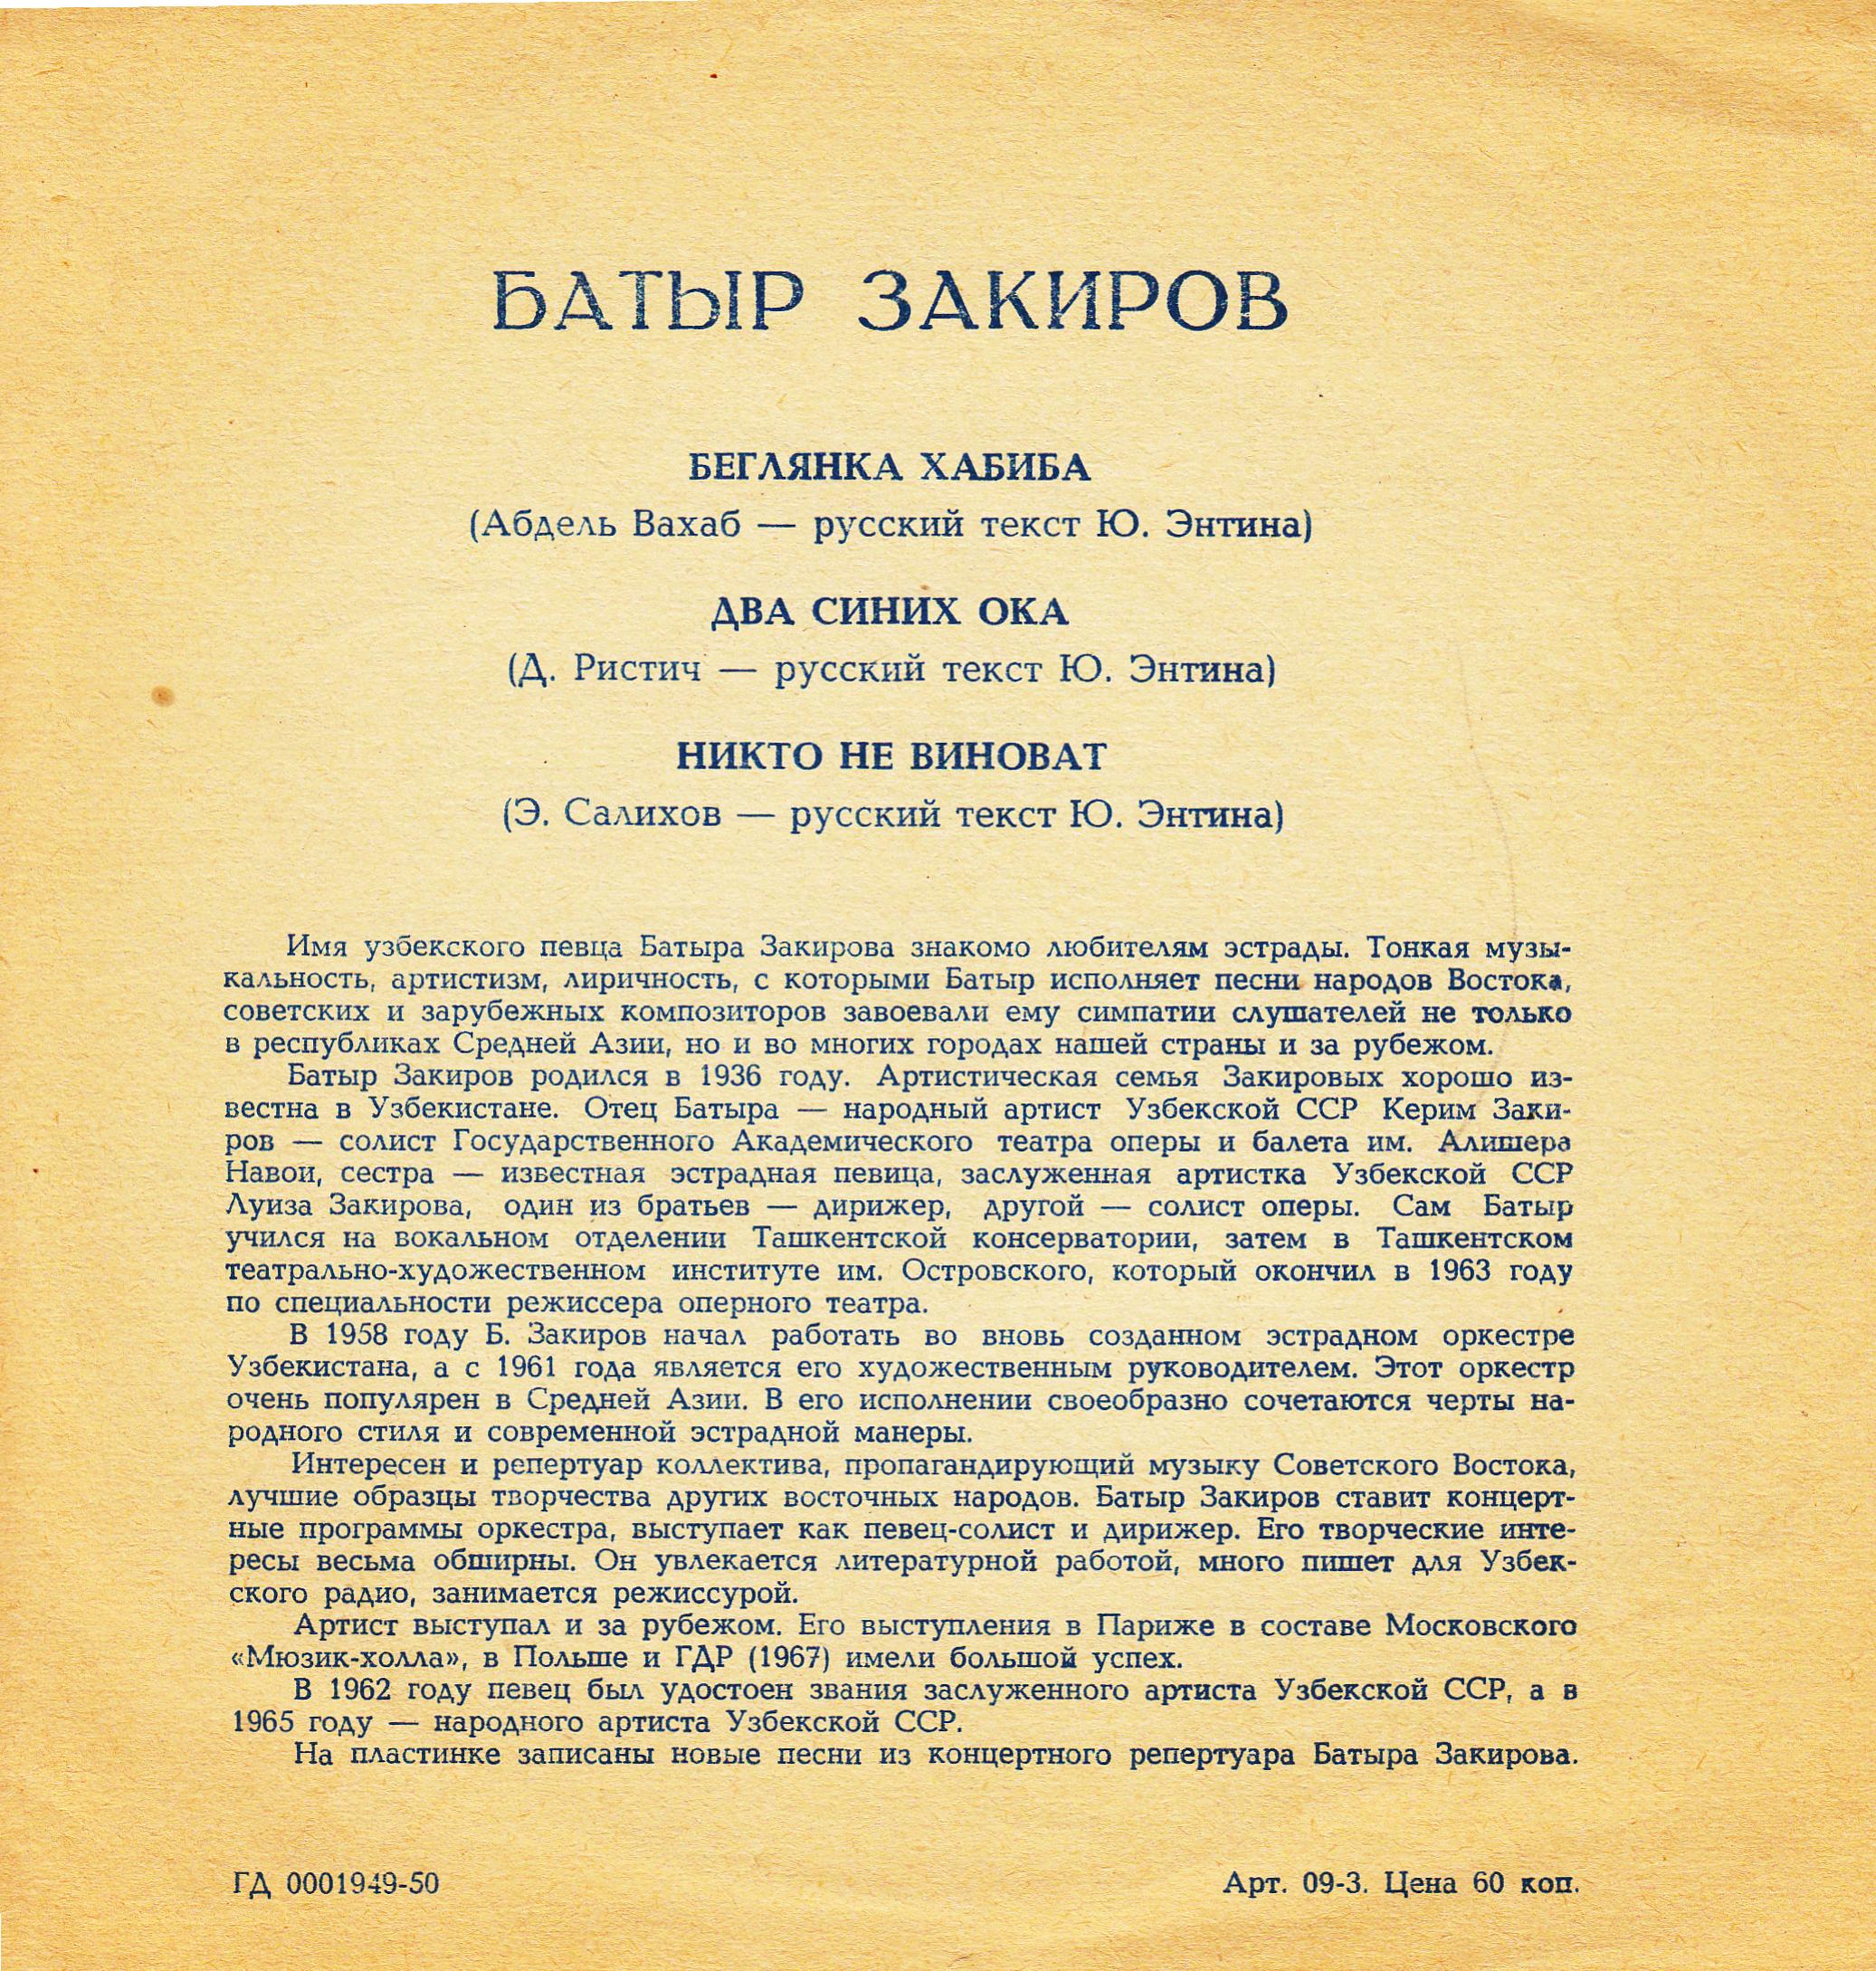 БАТЫР ЗАКИРОВ
БЕГЛЯНКА ХАБИБА
(Абдель Вахаб — русский текст Ю. Энтина)
ДВА СИНИХ ОКА
(Д. Ристич — русский текст Ю. Энтина)
НИКТО НЕ ВИНОВАТ
(Э. Салихов — русский текст Ю. Энтина)
Имя узбекского певца Батыра Закирова знакомо любителям эстрады. Тонкая музы-
кальность, артистизм, лиричность, с которыми Батыр исполняет песни народов Востока,
советских и зарубежных композиторов завоевали ему симпатии слушателей не только
в республиках Средней Азии, но и во многих городах нашей страны и за рубежом.
Батыр Закиров родился в 1936 году. Артистическая семья Закировых хорошо из-
вестна в Узбекистане. Отец Батыра — народный артист Узбекской ССР Керим Заки-
ров — солист Государственного Академического театра оперы и балета им. Алишера
Навои, сестра — известная эстрадная певица, заслуженная артистка Узбекской ССР
Луиза Закирова, один из братьев — дирижер, другой — солист оперы. Сам Батыр
учился на вокальном отделении Ташкентской консерватории, затем в Ташкентском
театрально-художественном институте им. Островского, который окончил в 1963 году
по специальности режиссера оперного театра.
В 1958 году Б. Закиров начал работать во вновь созданном эстрадном оркестре
Узбекистана, а с 1961 года является его художественным руководителем. Этот оркестр
очень популярен в Средней Азии. В его исполнении своеобразно сочетаются черты на-
родного стиля и современной эстрадной манеры.
Интересен и репертуар коллектива, пропагандирующий музыку Советского Востока,
лучшие образцы творчества других восточных народов. Батыр Закиров ставит концерт-
ные программы оркестра, выступает как певец-солист и дирижер. Его творческие инте-
ресы весьма обширны. Он увлекается литературной работой, много пишет для Узбек-
ского радио, занимается режиссурой.
Артист выступал и за рубежом. Его выступления в Париже в составе Московского
«Мюзик-холла», в Польше и ГДР (1967) имели большой успех.
В 1962 году певец был удостоен звания заслуженного артиста Узбекской ССР, а в
1965 году — народного артиста Узбекской ССР.
На пластинке записаны новые песни из концертного репертуара Батыра Закирова.
ГД 0001949-50
Арт. 09-3. Цена 60 коп.